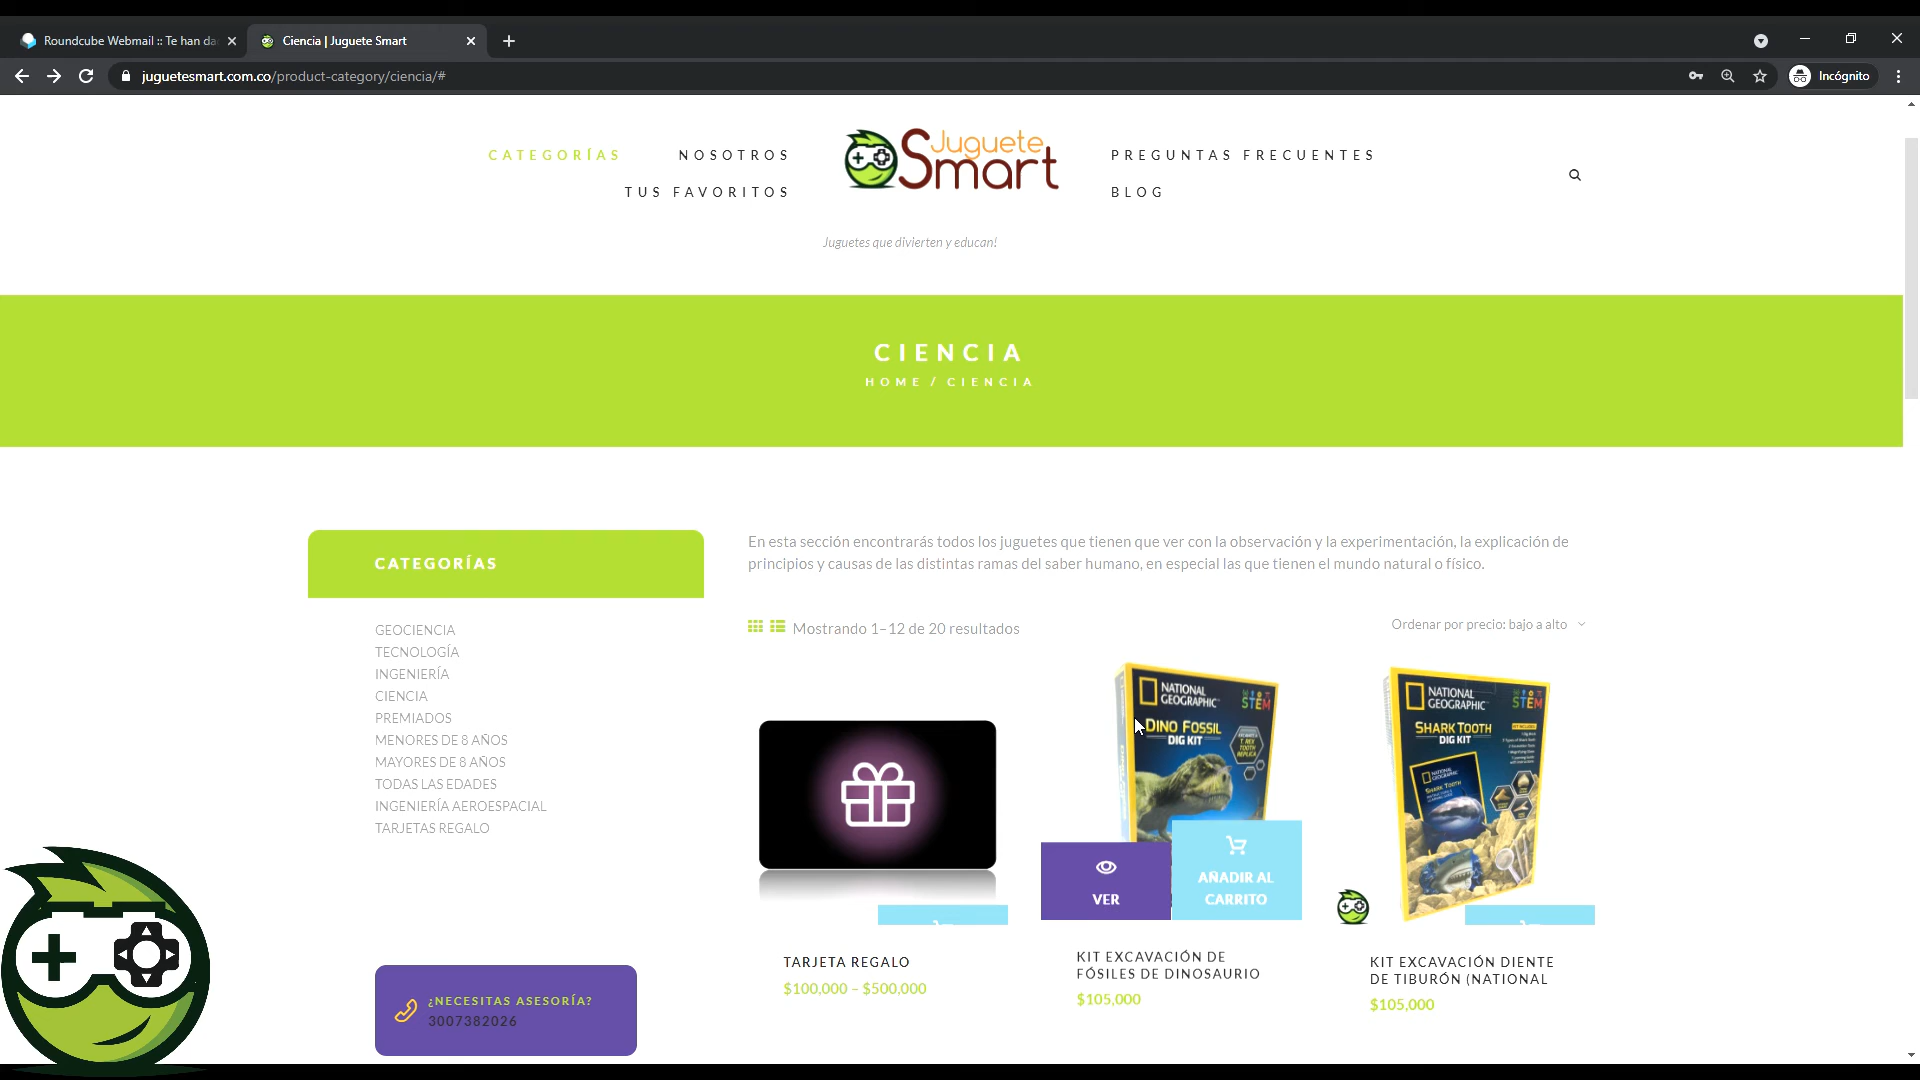 Roundcube Webmail :: Te han da
Ciencia | Juguete Smart
juguetesmart.com.co/product-category/ciencia/#
Incógnito
CATEGORÍAS
NOSOTROS
Juguete
Smart
PREGUNTAS FRECUENTES
TUS FAVORITOS
BLOG
Juguetes que divierten y educan!
CIENCIA
HOME / CIENCIA
CATEGORÍAS
GEOCIENCIA
TECNOLOGÍA
INGENIERÍA
CIENCIA
PREMIADOS
MENORES DE 8 AÑOS
MAYORES DE 8 AÑOS
TODAS LAS EDADES
INGENIERÍA AEROESPACIAL
TARJETAS REGALO
¿NECESITAS ASESORÍA?
3007382026
En esta sección encontrarás todos los juguetes que tienen que ver con la observación y la experimentación, la explicación de
principios y causas de las distintas ramas del saber humano, en especial las que tienen el mundo natural o físico.
Mostrando 1–12 de 20 resultados
Ordenar por precio: bajo a alto
NATIONAL
GEOGRAPHIC
STEM
DINO FOSSIL
DIG KIT
VER
AÑADIR AL
CARRITO
NATIONAL
GEOGRAPHIC
STEM
SHARK TOOTH
DIG KIT
TARJETA REGALO
$100,000 – $500,000
KIT EXCAVACIÓN DE
FÓSILES DE DINOSAURIO
$105,000
KIT EXCAVACIÓN DIENTE
DE TIBURÓN (NATIONAL
$105,000